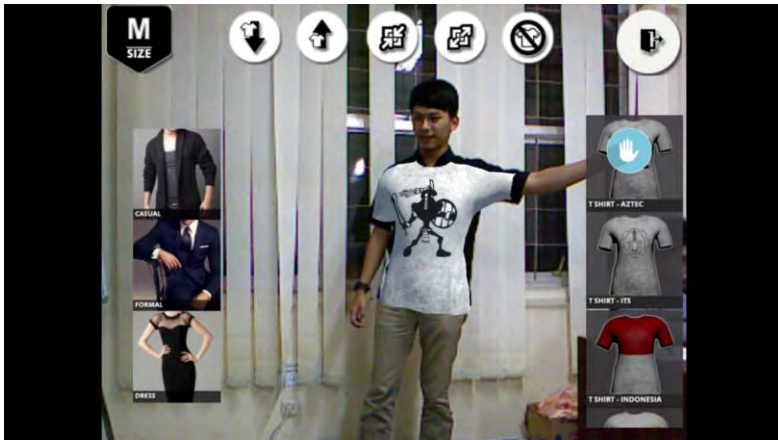 M
SIZE
CASUAL
FORMAL
DRESS
T SHIRT - AZTEC
T SHIRT - ITS
T SHIRT - INDONESIA